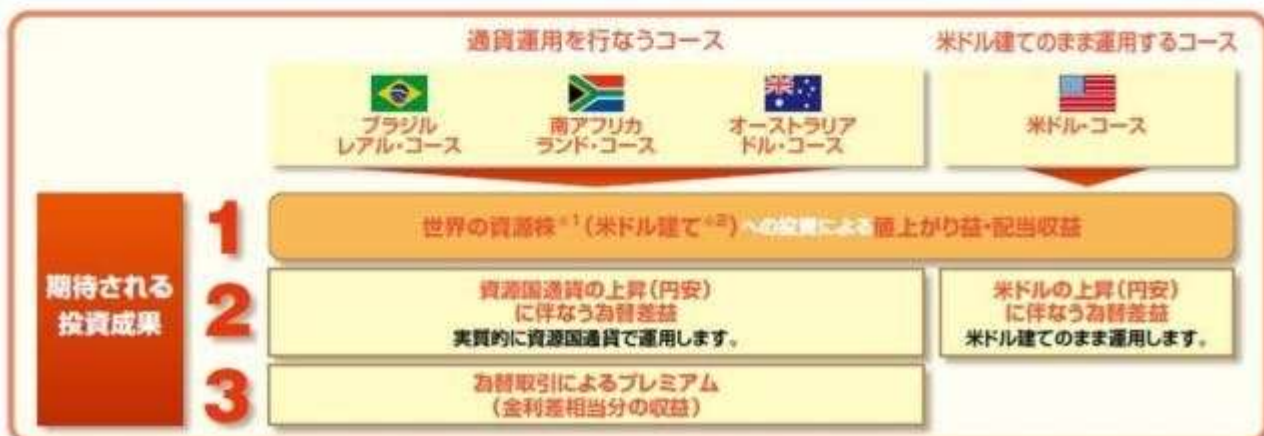 通貨運用を行なうコース
米ドル建てのまま運用するコース
ブラジル
レアル・コース
南アフリカ
ランド・コース
オーストラリア
ドル・コース
米ドル・コース
期待される
投資成果
1
世界の資源株※1(米ドル建て※2)への投資による値上がり益・配当収益
2
資源国通貨の上昇(円安)
に伴なう為替差益
実質的に資源国通貨で運用します。
米ドルの上昇(円安)
に伴なう為替差益
米ドル建てのまま運用します。
3
為替取引によるプレミアム
(金利差相当分の収益)